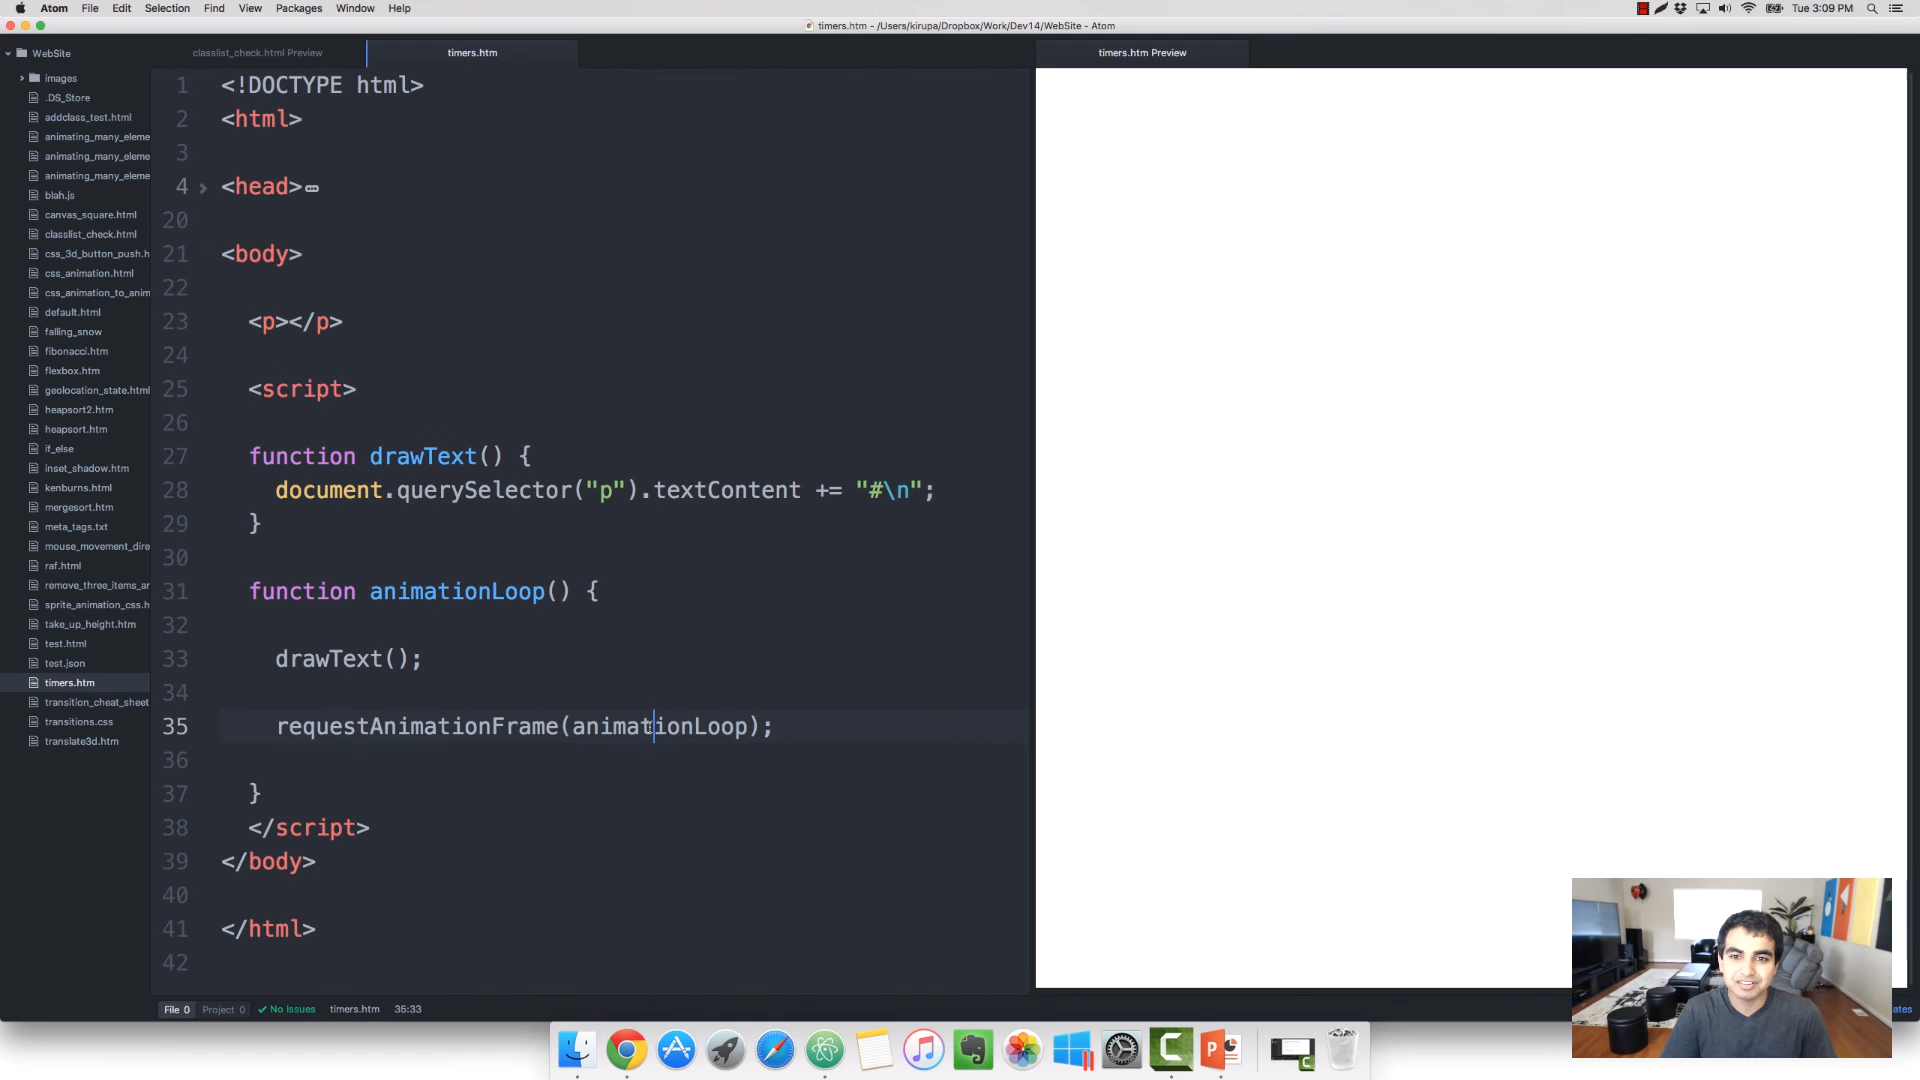 Atom File Edit View Selection Find Packages Window Help Tue 3:09 PM
timers.htm - /Users/kirupa/Dropbox/Work/Dev14/WebSite - Atom
WebSite
images
.DS_Store
addclass_test.html
animating_many_eleme
animating_many_eleme
animating_many_eleme
blah.js
canvas_square.html
classlist_check.html
css_3d_button_push.h
css_animation.html
css_animation_to_anim
default.html
falling_snow
fibonacci.htm
flexbox.htm
geolocation_state.html
heapsort2.htm
heapsort.htm
if_else
inset_shadow.htm
kenburns.html
mergesort.htm
meta_tags.txt
mouse_movement_dire
raf.html
remove_three_items_ar
sprite_animation_css.h
take_up_height.htm
test.html
test.json
timers.htm
transition_cheat_sheet
transitions.css
translate3d.htm
classlist_check.html Preview timers.htm timers.htm Preview
1 <!DOCTYPE html>
2 <html>
3
4 <head>
20
21 <body>
22
23 <p></p>
24
25 <script>
26
27 function drawText() {
28 document.querySelector("p").textContent += "#\n";
29 }
30
31 function animationLoop() {
32
33 drawText();
34
35 requestAnimationFrame(animationLoop);
36
37 }
38 </script>
39 </body>
40
41 </html>
42
File 0 Project 0 No Issues timers.htm 35:33
ates